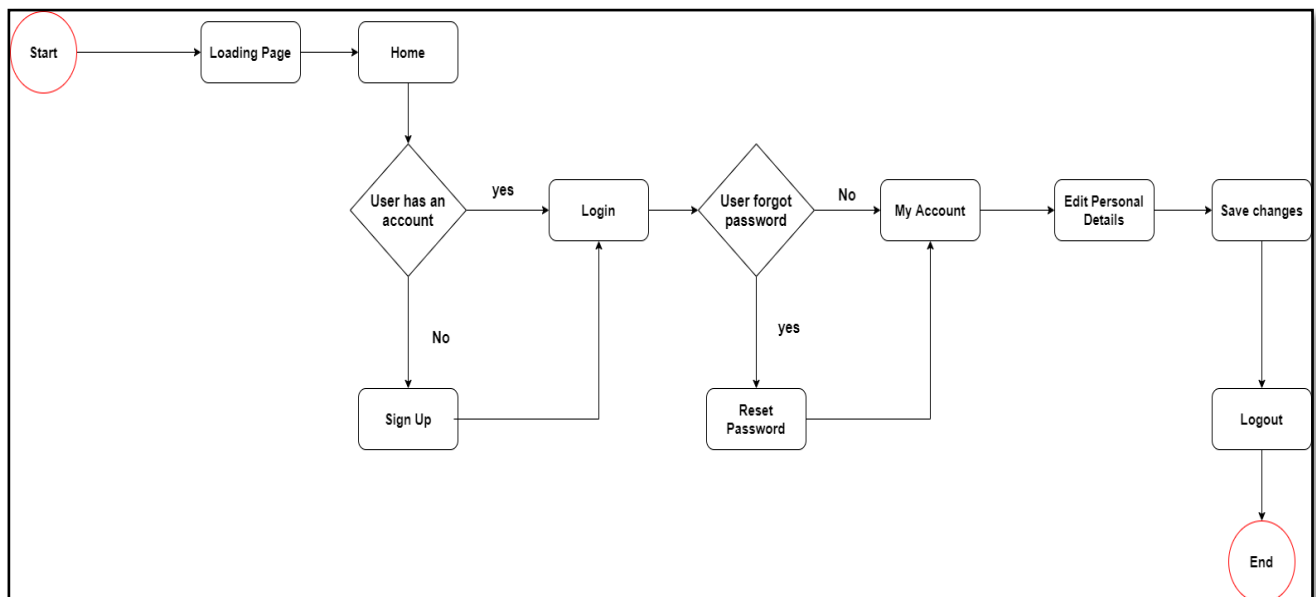 Start
Loading Page
Home
User has an
account
yes
Login
User forgot
password
No
My Account
Edit Personal
Details
Save changes
No
yes
Sign Up
Reset
Password
Logout
End